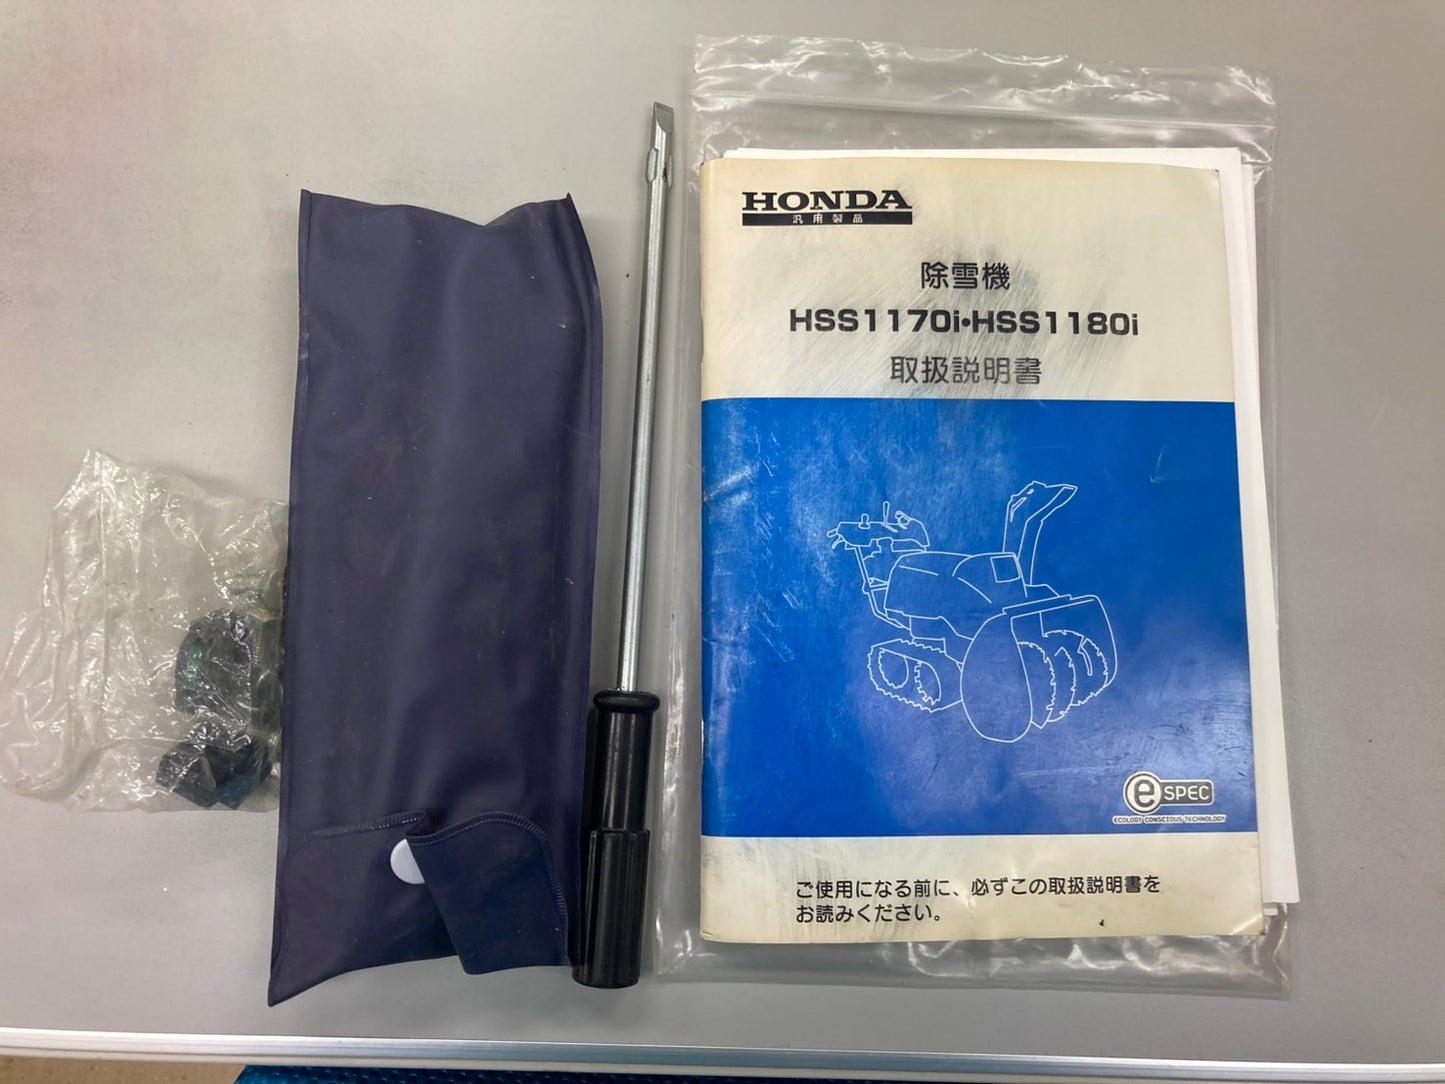 HONDA
汎用製品
除雪機
HSS1170i・HSS1180i
取扱説明書
e SPEC
ECOLOGY CONSCIOUS TECHNOLOGY
ご使用になる前に、必ずこの取扱説明書を
お読みください。